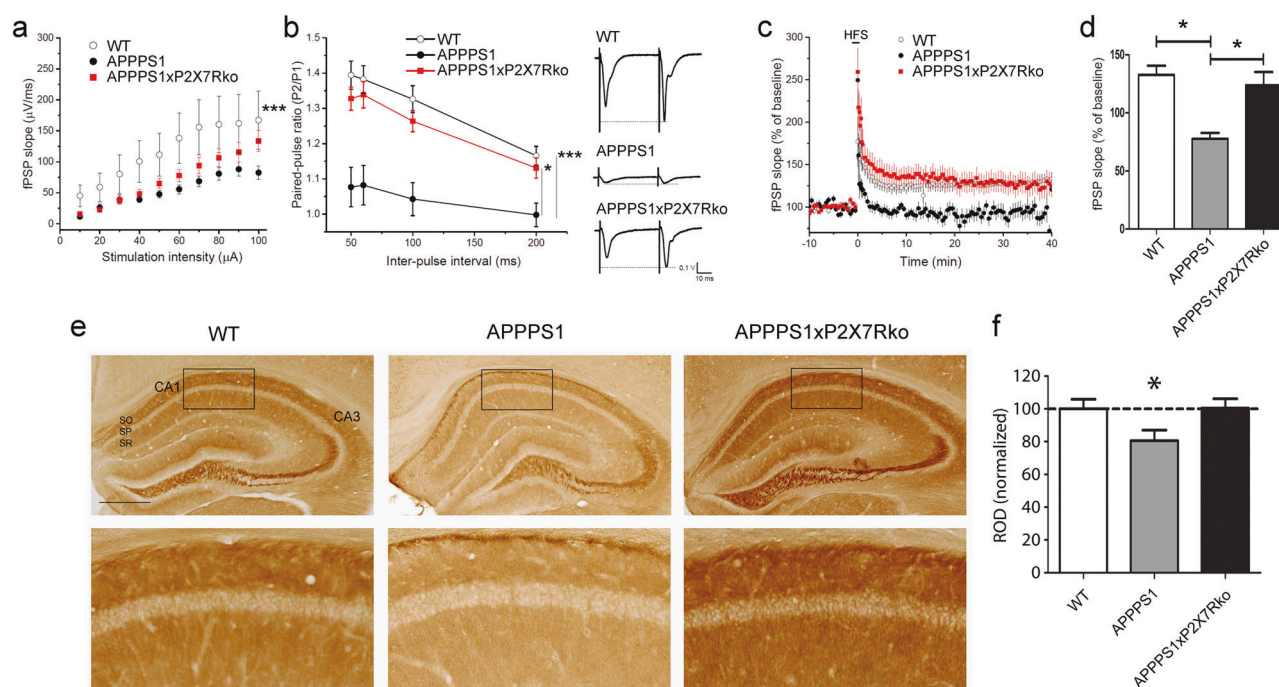 a
WT
APPPS1
APPPS1xP2X7Rko
fPSP slope (µV/ms)
300
250
200
150
100
50
0
***
0 20 40 60 80 100
Stimulation intensity (µA)
b
WT
APPPS1
APPPS1xP2X7Rko
Paired-pulse ratio (P2/P1)
1.5
1.4
1.3
1.2
1.1
1.0
*
***
50 100 150 200
Inter-pulse interval (ms)
WT
APPPS1
APPPS1xP2X7Rko
0.1 V
10 ms
c
HFS
WT
APPPS1
APPPS1xP2X7Rko
fPSP slope (% of baseline)
300
250
200
150
100
50
-10 0 10 20 30 40
Time (min)
d
* *
fPSP slope (% of baseline)
150
100
50
0
WT
APPPS1
APPPS1xP2X7Rko
e
WT APPPS1 APPPS1xP2X7Rko
CA1
CA3
SO
SP
SR
f
ROD (normalized)
120
100
80
60
40
20
0
*
WT
APPPS1
APPPS1xP2X7Rko